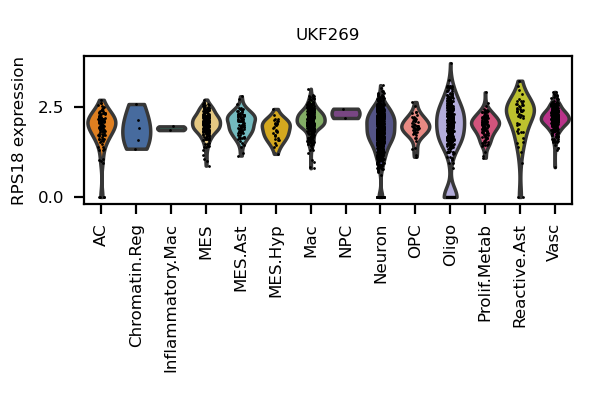 UKF269
RPS18 expression
2.5
0.0
AC
Chromatin.Reg
Inflammatory.Mac
MES
MES.Ast
MES.Hyp
Mac
NPC
Neuron
OPC
Oligo
Prolif.Metab
Reactive.Ast
Vasc